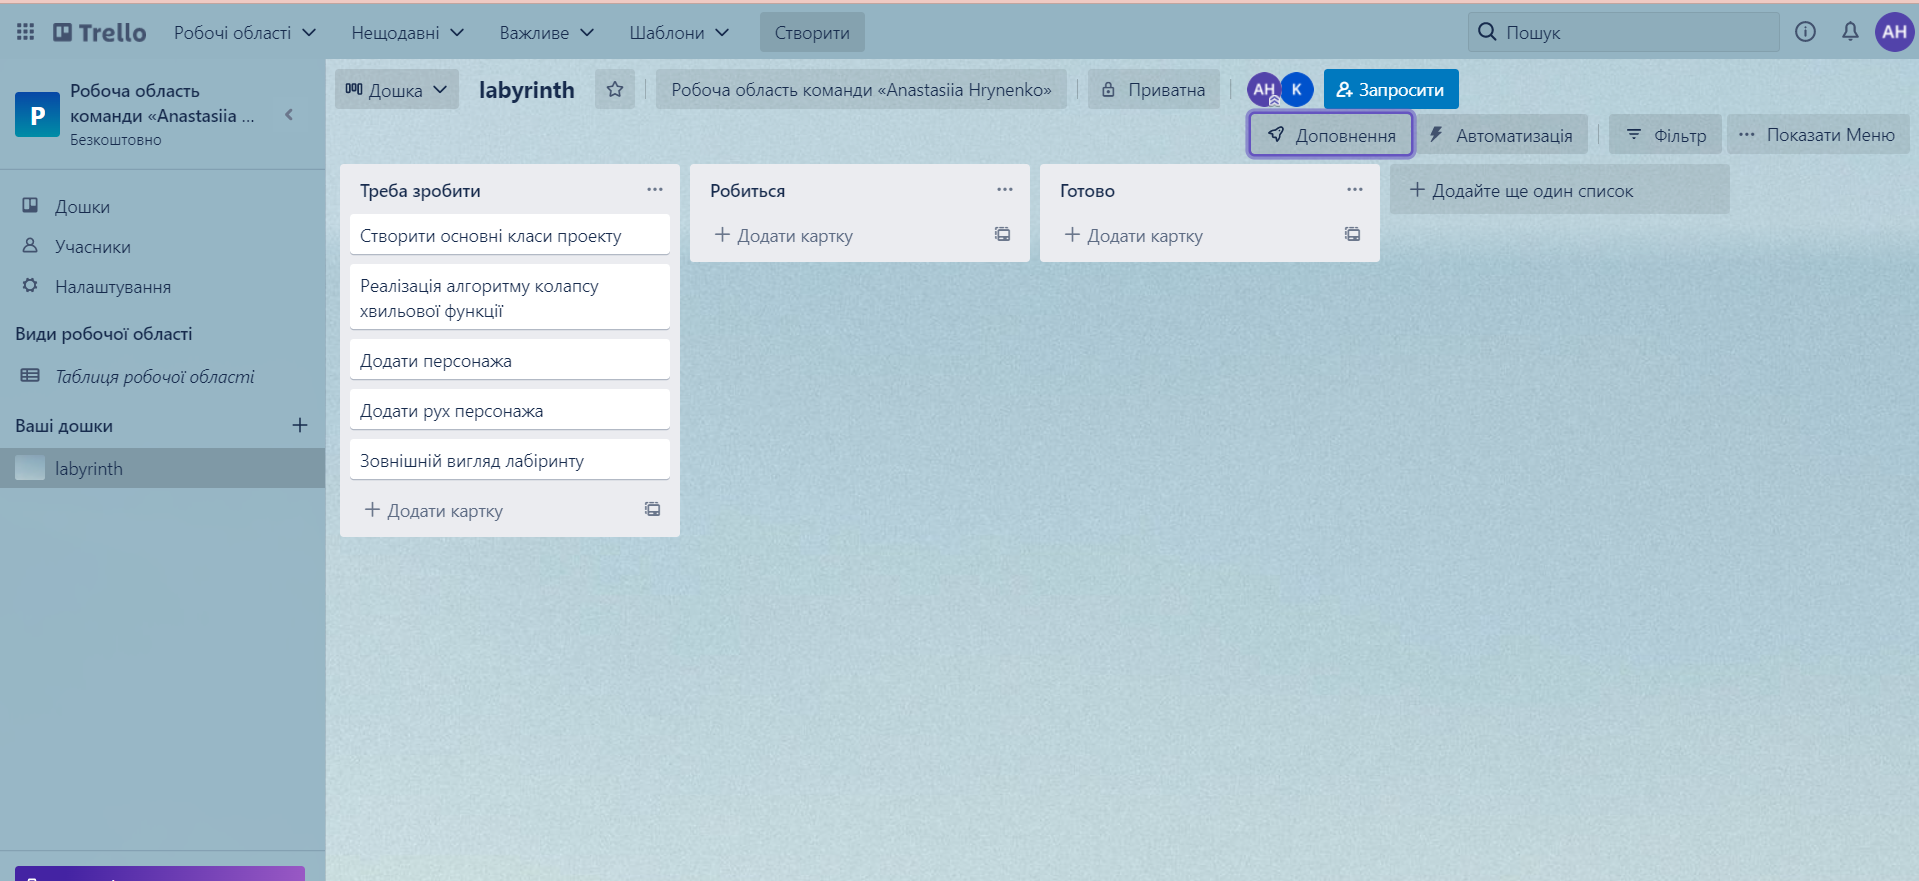 Trello
Робочі області
Нещодавні
Важливе
Шаблони
Створити
Пошук
AH
P
Робоча область
команди «Anastasiia ...
Безкоштовно
Дошки
Учасники
Налаштування
Види робочої області
Таблиця робочої області
Ваші дошки
labyrinth
Дошка
labyrinth
Робоча область команди «Anastasiia Hrynenko»
Приватна
AH
K
Запросити
Доповнення
Автоматизація
Фільтр
Показати Меню
Треба зробити
Створити основні класи проекту
Реалізація алгоритму колапсу
хвильової функції
Додати персонажа
Додати рух персонажа
Зовнішній вигляд лабіринту
Додати картку
Робиться
Додати картку
Готово
Додати картку
Додайте ще один список